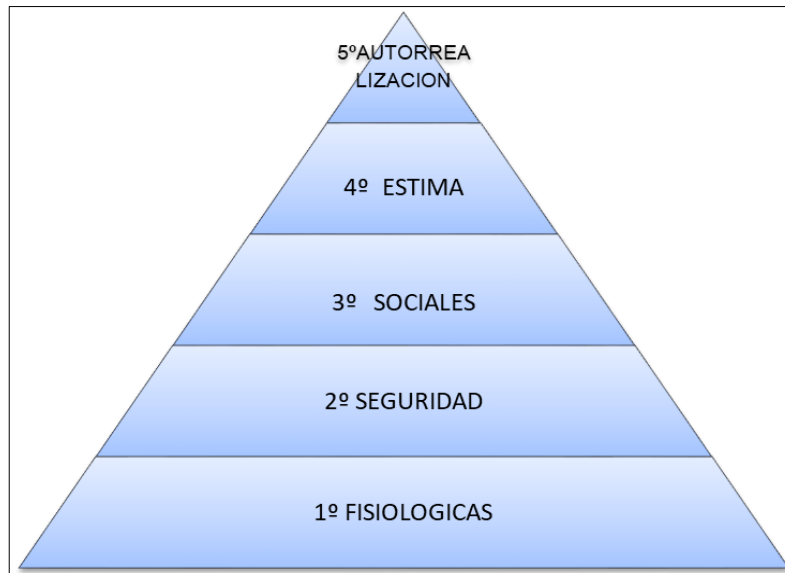 5ºAUTORREA
LIZACION
4º ESTIMA
3º SOCIALES
2º SEGURIDAD
1º FISIOLOGICAS